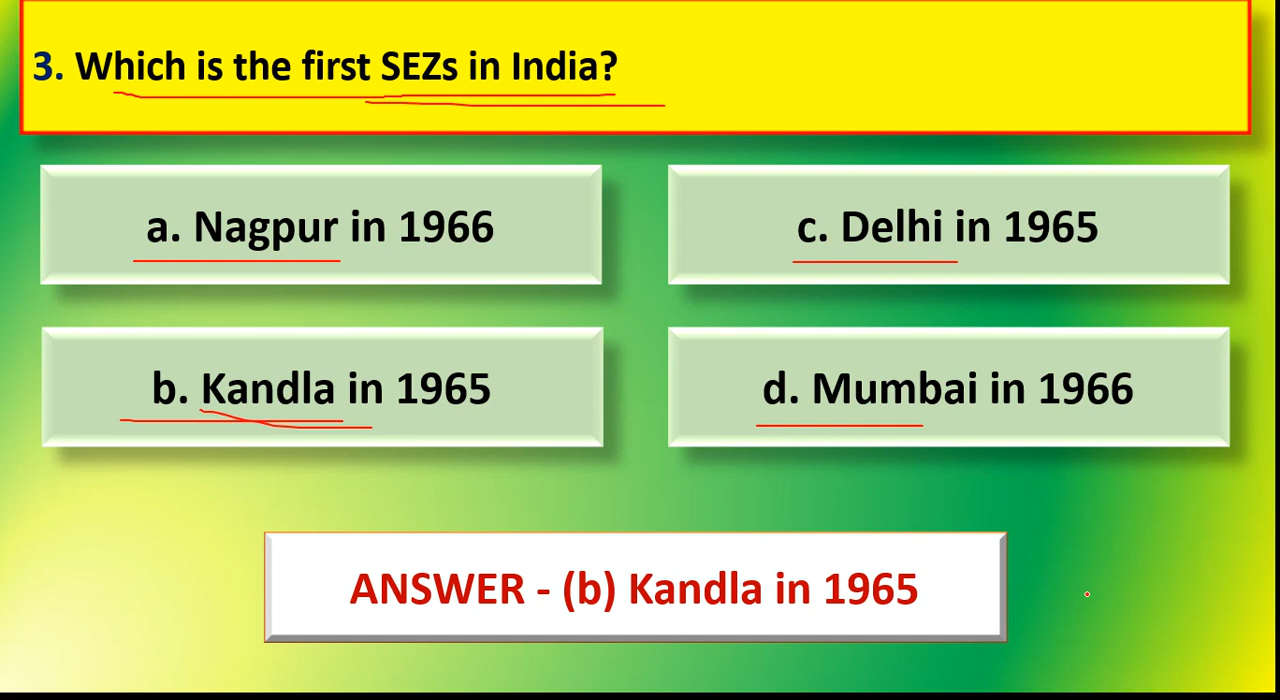 3. Which is the first SEZs in India?
a. Nagpur in 1966
c. Delhi in 1965
b. Kandla in 1965
d. Mumbai in 1966
ANSWER - (b) Kandla in 1965